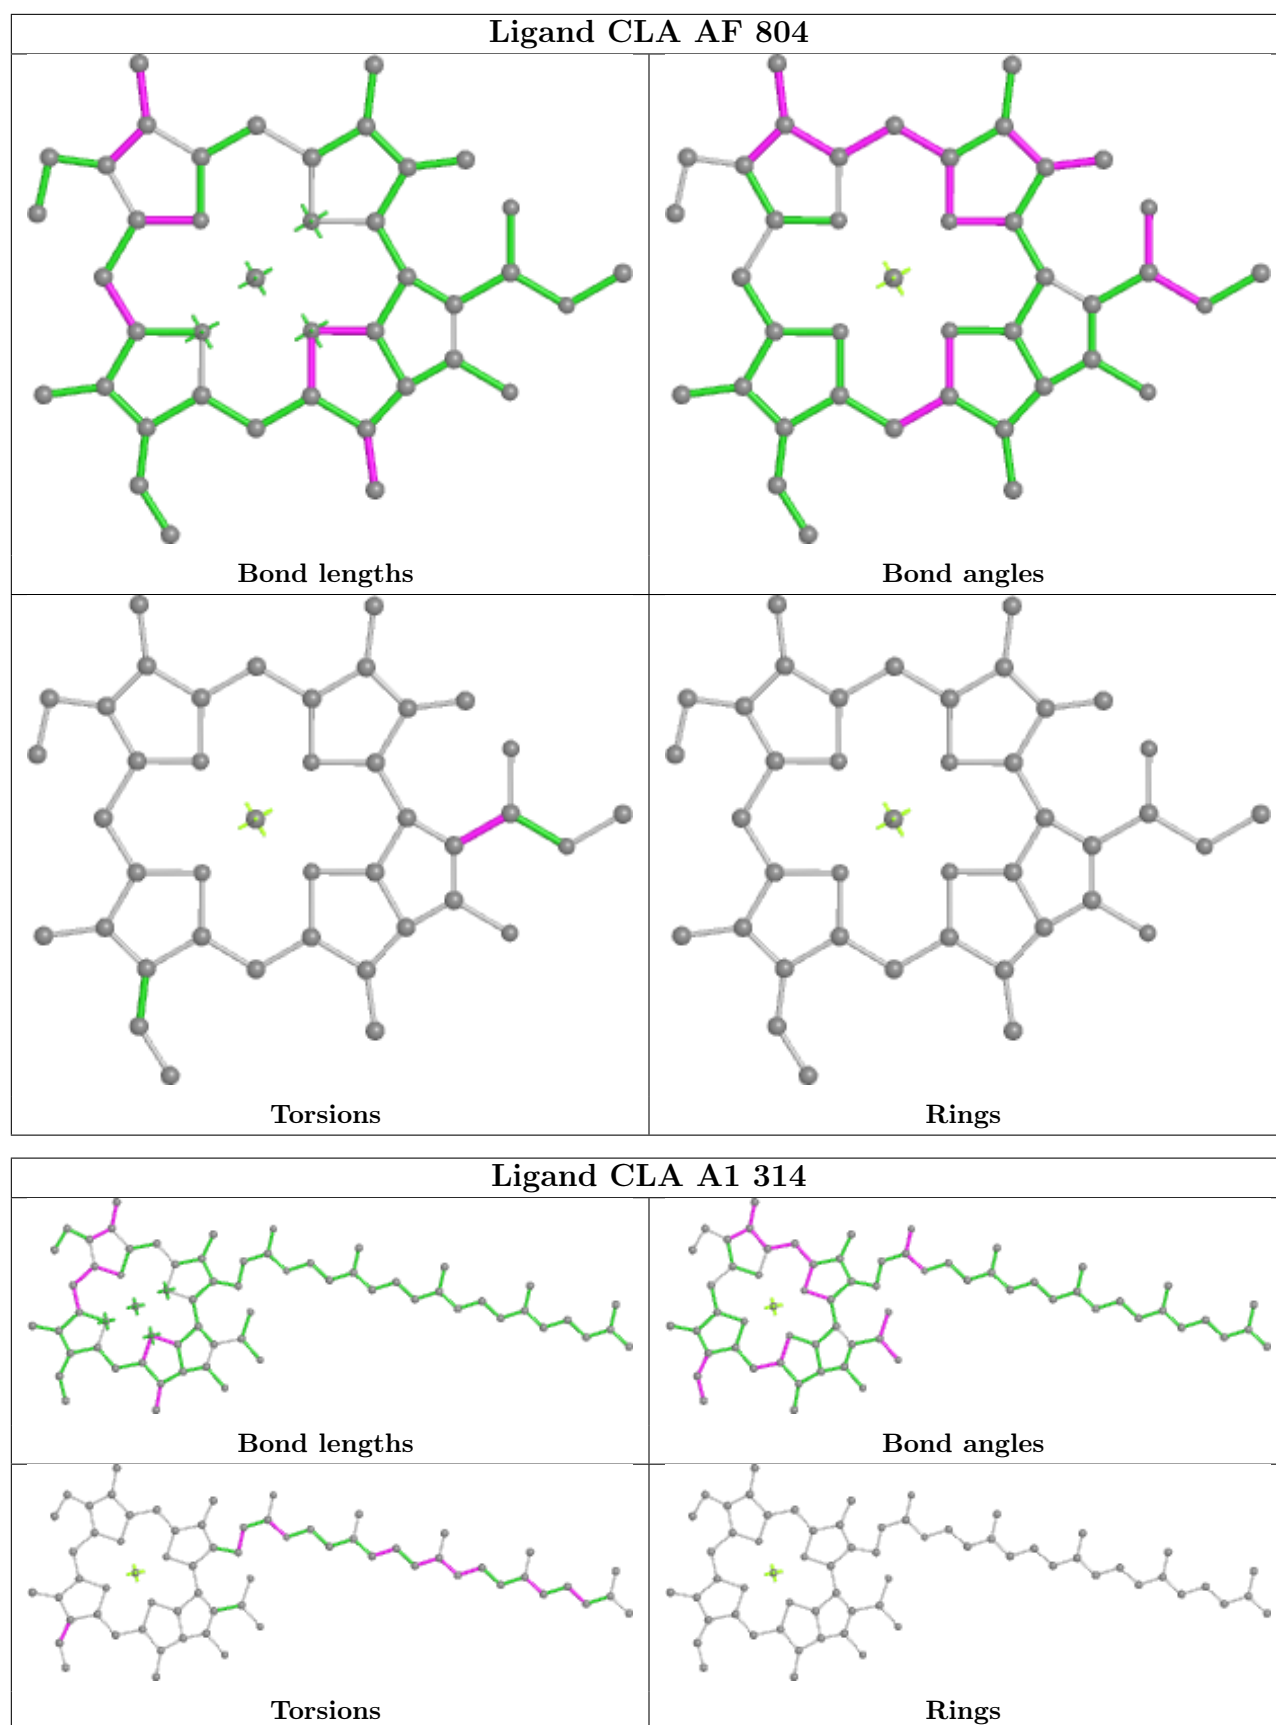 Ligand CLA AF 804
Bond lengths
Bond angles
Torsions
Rings
Ligand CLA A1 314
Bond lengths
Bond angles
Torsions
Rings